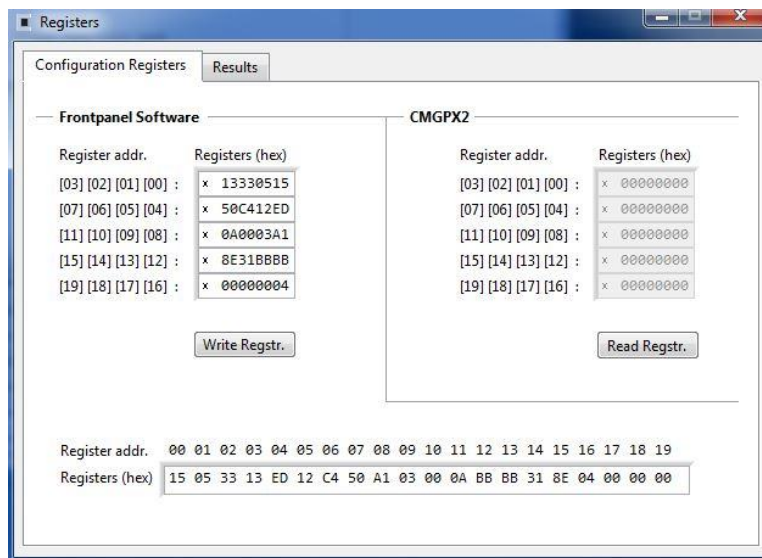 Registers
Configuration Registers Results
Frontpanel Software
Register addr. Registers (hex)
[03] [02] [01] [00] : x 13330515
[07] [06] [05] [04] : x 50C412ED
[11] [10] [09] [08] : x 0A0003A1
[15] [14] [13] [12] : x 8E31BBBB
[19] [18] [17] [16] : x 00000004
Write Regstr.
CMGPX2
Register addr. Registers (hex)
[03] [02] [01] [00] : x 00000000
[07] [06] [05] [04] : x 00000000
[11] [10] [09] [08] : x 00000000
[15] [14] [13] [12] : x 00000000
[19] [18] [17] [16] : x 00000000
Read Regstr.
Register addr. 00 01 02 03 04 05 06 07 08 09 10 11 12 13 14 15 16 17 18 19
Registers (hex) 15 05 33 13 ED 12 C4 50 A1 03 00 0A BB BB 31 8E 04 00 00 00